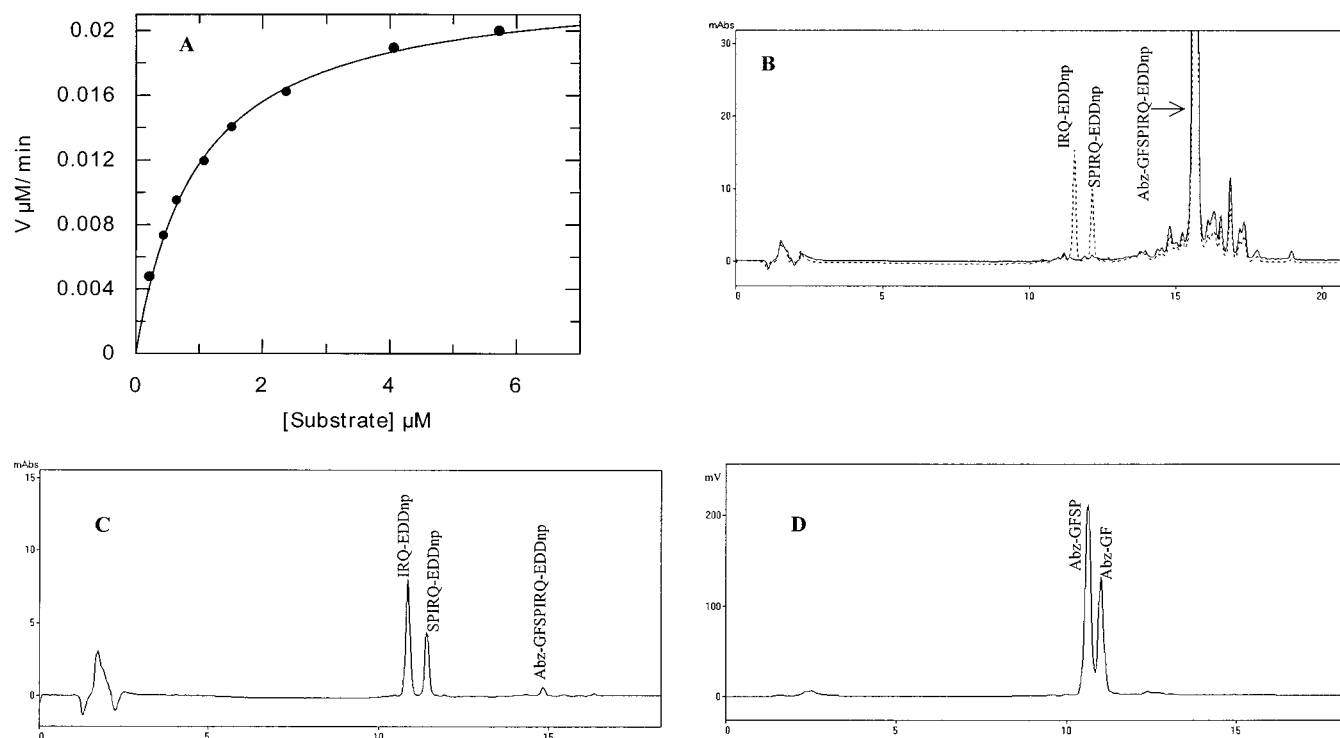 A
0.02
0.016
0.012
0.008
0.004
0
V µM/ min
0
2
4
6
[Substrate] µM
mAbs
B
30
20
10
0
IRQ-EDDnp
SPIRQ-EDDnp
Abz-GFSPIRQ-EDDnp
0
5
10
15
20
mAbs
C
15
10
5
0
IRQ-EDDnp
SPIRQ-EDDnp
Abz-GFSPIRQ-EDDnp
0
5
10
15
mV
D
200
100
0
Abz-GFSP
Abz-GF
0
5
10
15